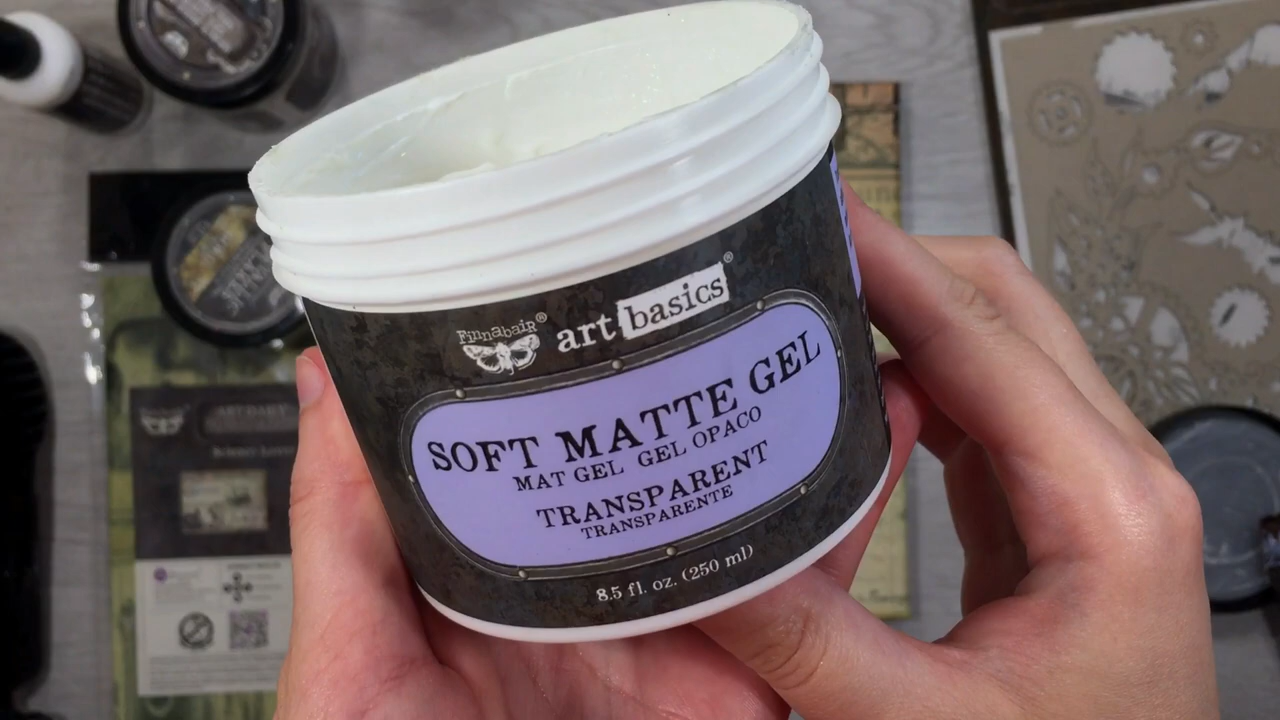 Finnabair®
art basics®
SOFT MATTE GEL
MAT GEL GEL OPACO
TRANSPARENT
TRANSPARENTE
8.5 fl. oz. (250 ml)